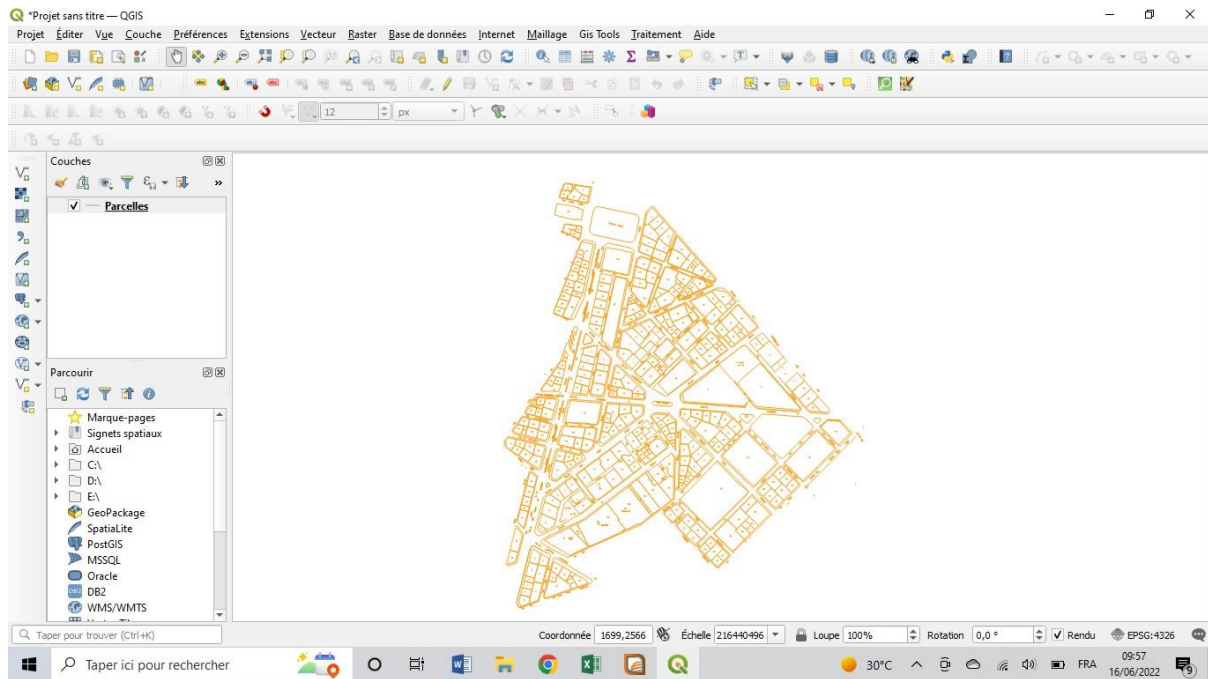 *Projet sans titre — QGIS
Projet Éditer Vue Couche Préférences Extensions Vecteur Raster Base de données Internet Maillage Gis Tools Traitement Aide
abc
abc
12 px
Couches
»
Parcelles
Parcourir
Marque-pages
Signets spatiaux
Accueil
C:\
D:\
E:\
GeoPackage
SpatiaLite
PostGIS
MSSQL
Oracle
DB2
WMS/WMTS
Taper pour trouver (Ctrl+K) Coordonnée 1699,2566 Échelle 216440496 Loupe 100% Rotation 0,0 ° Rendu EPSG:4326
Taper ici pour rechercher 30°C FRA 09:57
16/06/2022